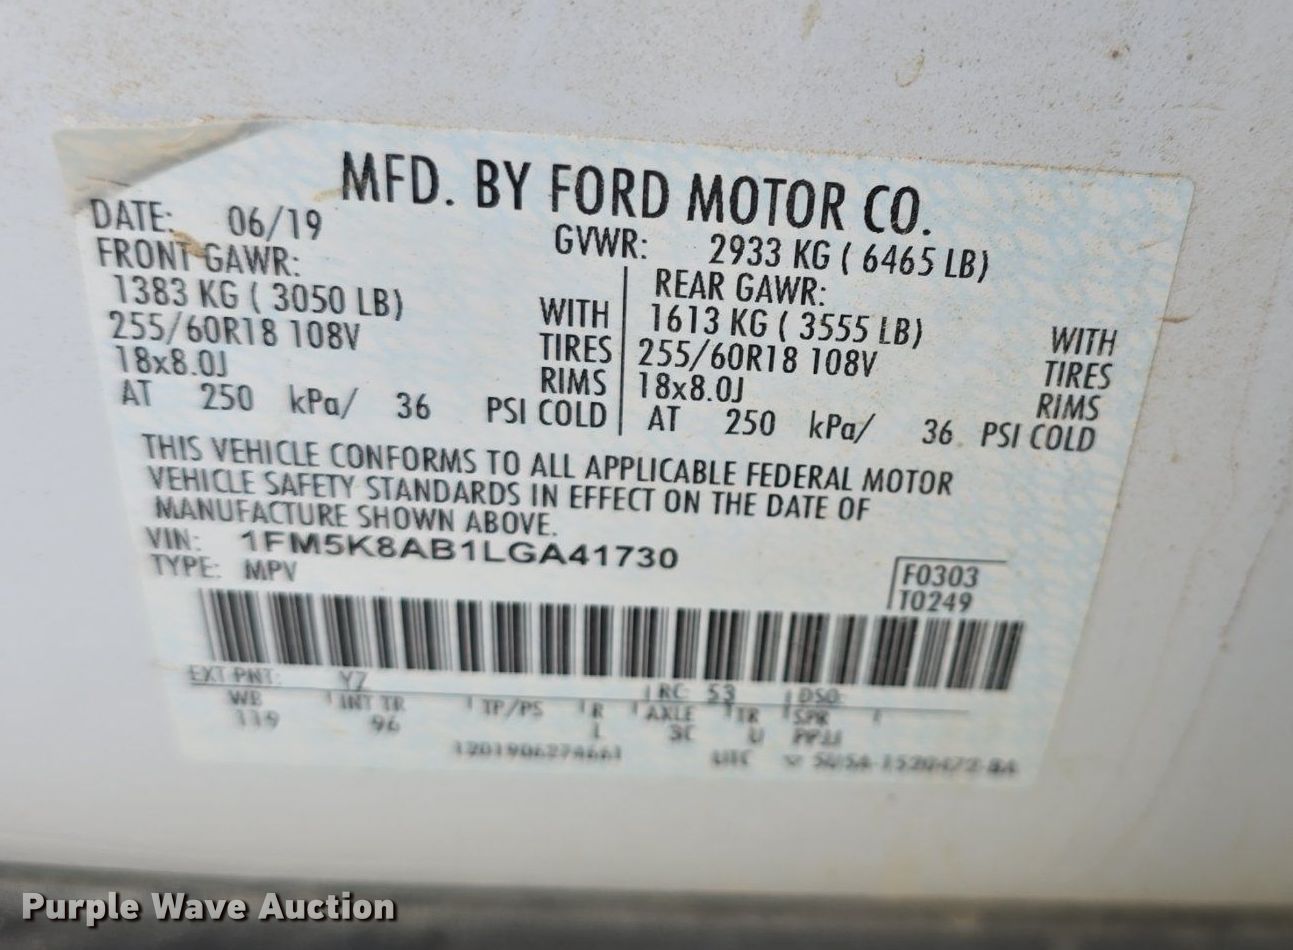 MFD. BY FORD MOTOR CO.
DATE: 06/19 GVWR: 2933 KG ( 6465 LB)
FRONT GAWR: REAR GAWR:
1383 KG ( 3050 LB) WITH 1613 KG ( 3555 LB) WITH
255/60R18 108V TIRES 255/60R18 108V TIRES
18x8.0J RIMS 18x8.0J RIMS
AT 250 kPa/ 36 PSI COLD AT 250 kPa/ 36 PSI COLD
THIS VEHICLE CONFORMS TO ALL APPLICABLE FEDERAL MOTOR
VEHICLE SAFETY STANDARDS IN EFFECT ON THE DATE OF
MANUFACTURE SHOWN ABOVE.
VIN: 1FM5K8AB1LGA41730
TYPE: MPV
F0303
T0249
EXT PNT: YZ RC: 53 DSO:
WB INT TR TP/PS R AXLE TR SPR
119 96 U
UTC
Purple Wave Auction